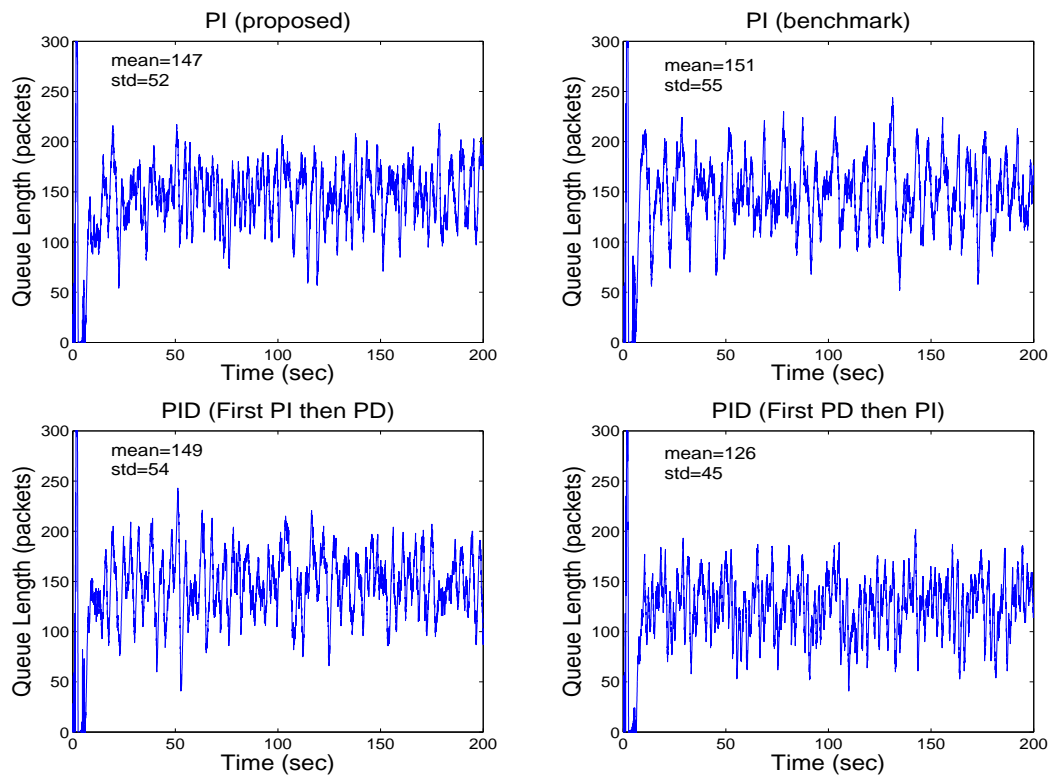 PI (proposed)
300
250
200
150
100
50
0
0
50
100
150
200
mean=147
std=52
Queue Length (packets)
Time (sec)
PI (benchmark)
300
250
200
150
100
50
0
0
50
100
150
200
mean=151
std=55
Queue Length (packets)
Time (sec)
PID (First PI then PD)
300
250
200
150
100
50
0
0
50
100
150
200
mean=149
std=54
Queue Length (packets)
Time (sec)
PID (First PD then PI)
300
250
200
150
100
50
0
0
50
100
150
200
mean=126
std=45
Queue Length (packets)
Time (sec)